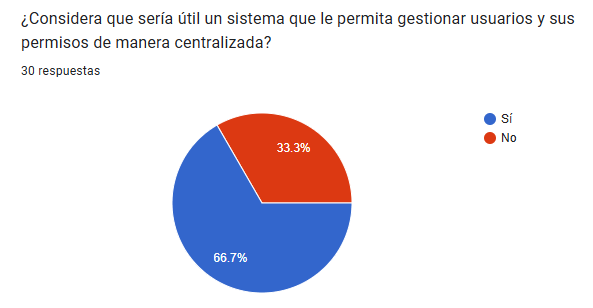 ¿Considera que sería útil un sistema que le permita gestionar usuarios y sus
permisos de manera centralizada?
30 respuestas
Sí
No
33.3%
66.7%